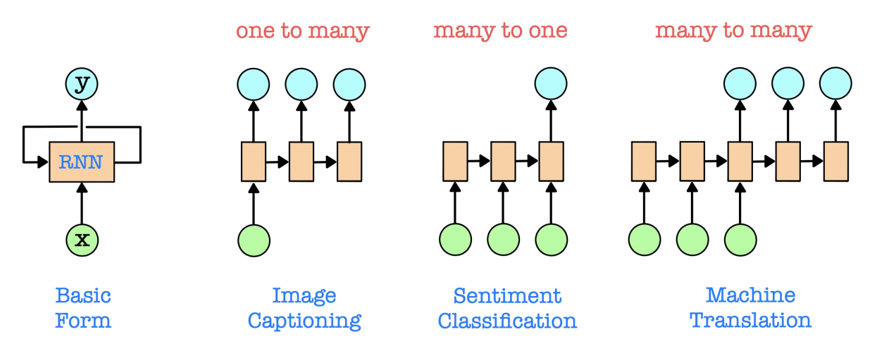 one to many
many to one
many to many
y
RNN
x
Basic
Form
Image
Captioning
Sentiment
Classification
Machine
Translation